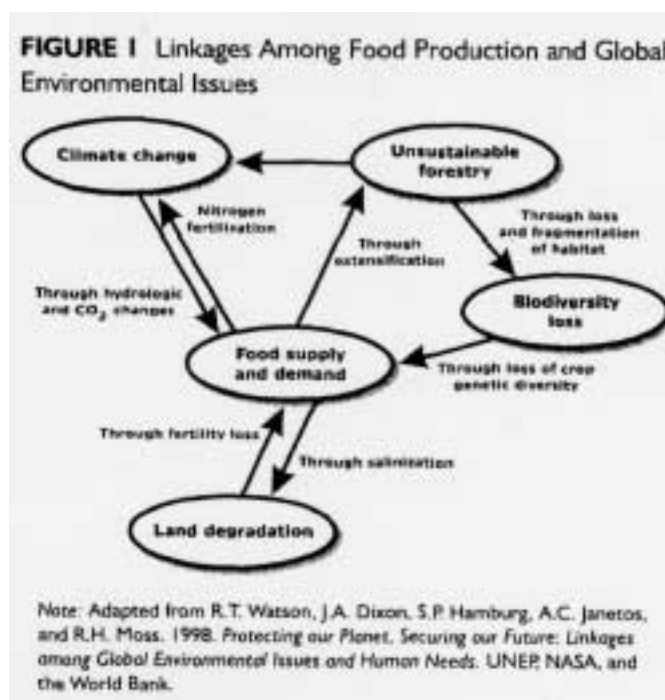 FIGURE 1 Linkages Among Food Production and Global
Environmental Issues
Climate change
Unsustainable
forestry
Nitrogen
fertilization
Through loss
and fragmentation
of habitat
Through
extensification
Through hydrologic
and CO₂ changes
Biodiversity
loss
Food supply
and demand
Through loss of crop
genetic diversity
Through fertility loss
Through salinization
Land degradation
Note: Adapted from R.T. Watson, J.A. Dixon, S.P. Hamburg, A.C. Janetos,
and R.H. Moss. 1998. Protecting our Planet, Securing our Future: Linkages
among Global Environmental Issues and Human Needs. UNEP, NASA, and
the World Bank.